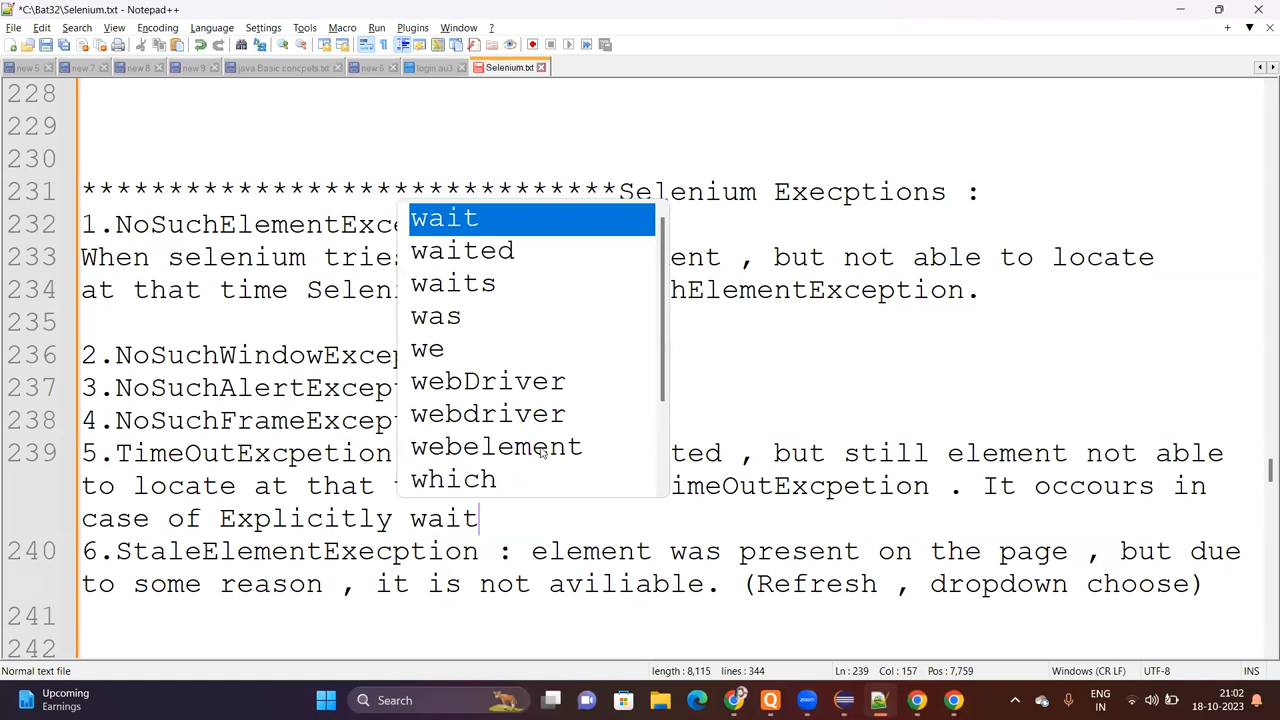 *C:\Bat32\Selenium.txt - Notepad++
File Edit Search View Encoding Language Settings Tools Macro Run Plugins Window ?
new 5 new 7 new 8 new 9 java Basic concpets.txt new 6 login.au3 Selenium.txt
228
229
230
231 *******************************Selenium Execptions :
232 1.NoSuchElementExce
233 When selenium tries ent , but not able to locate
234 at that time Seleni hElementException.
235
236 2.NoSuchWindowExcep
237 3.NoSuchAlertExcept
238 4.NoSuchFrameExcept
239 5.TimeOutExcpetion ted , but still element not able
to locate at that imeOutExcpetion . It occours in
case of Explicitly wait
240 6.StaleElementExecption : element was present on the page , but due
to some reason , it is not aviliable. (Refresh , dropdown choose)
241
242
wait
waited
waits
was
we
webDriver
webdriver
webelement
which
Normal text file length : 8,115 lines : 344 Ln : 239 Col : 157 Pos : 7,759 Windows (CR LF) UTF-8 INS
Upcoming
Earnings
Search
ENG
IN
21:02
18-10-2023